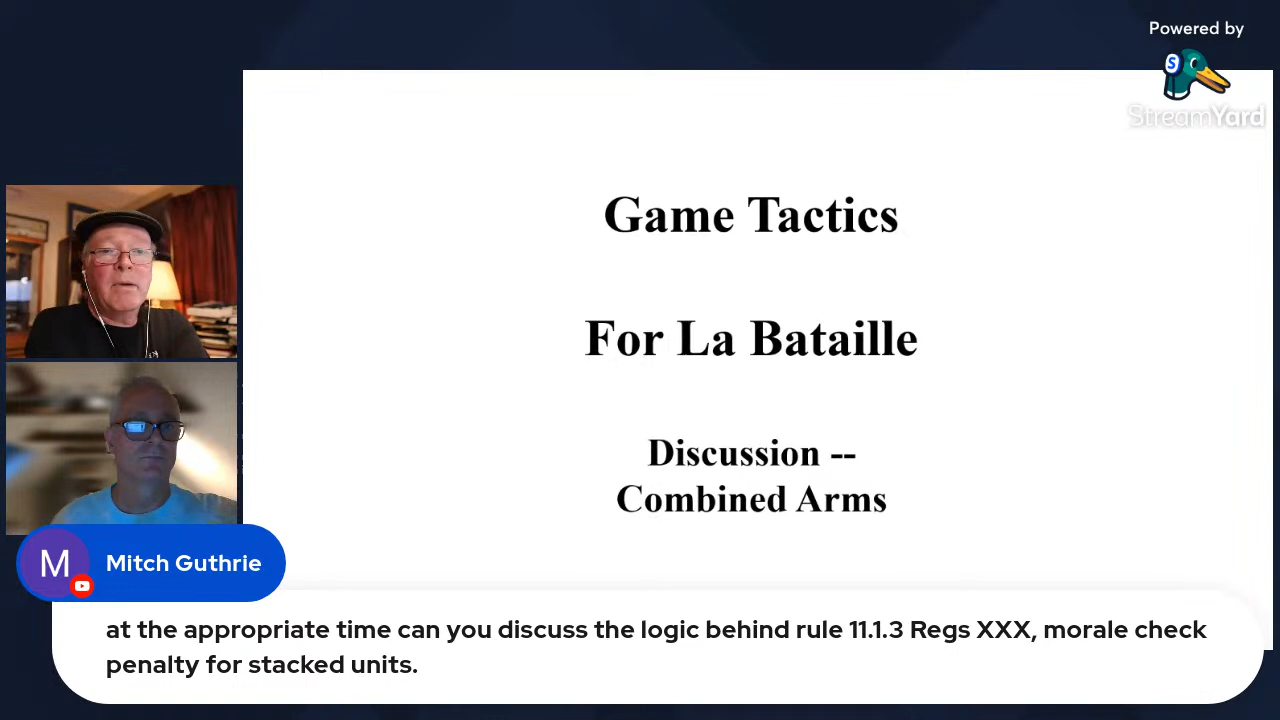 Powered by
S
StreamYard
Game Tactics
For La Bataille
Discussion --
Combined Arms
M
Mitch Guthrie
at the appropriate time can you discuss the logic behind rule 11.1.3 Regs XXX, morale check
penalty for stacked units.